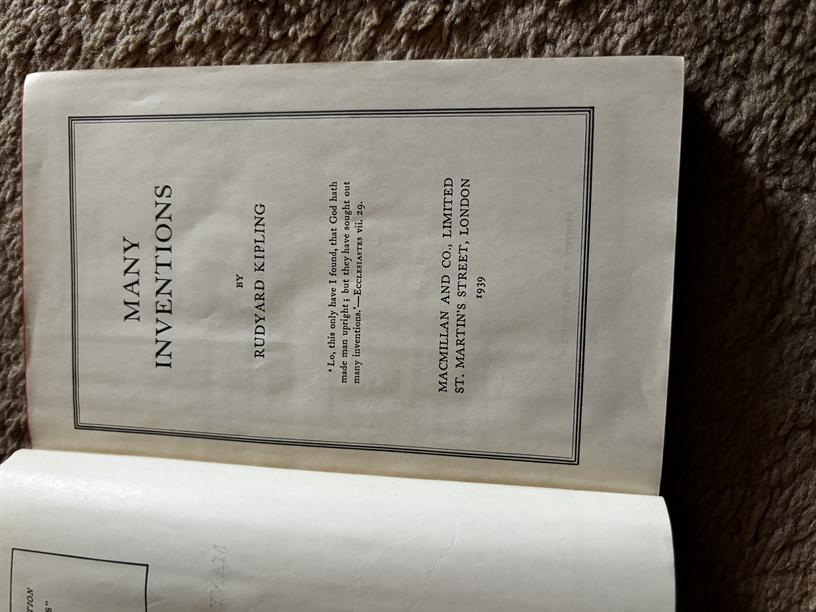 MANY
INVENTIONS
BY
RUDYARD KIPLING
‘Lo, this only have I found, that God hath
made man upright; but they have sought out
many inventions.’—ECCLESIASTES vii. 29.
MACMILLAN AND CO., LIMITED
ST. MARTIN'S STREET, LONDON
1939